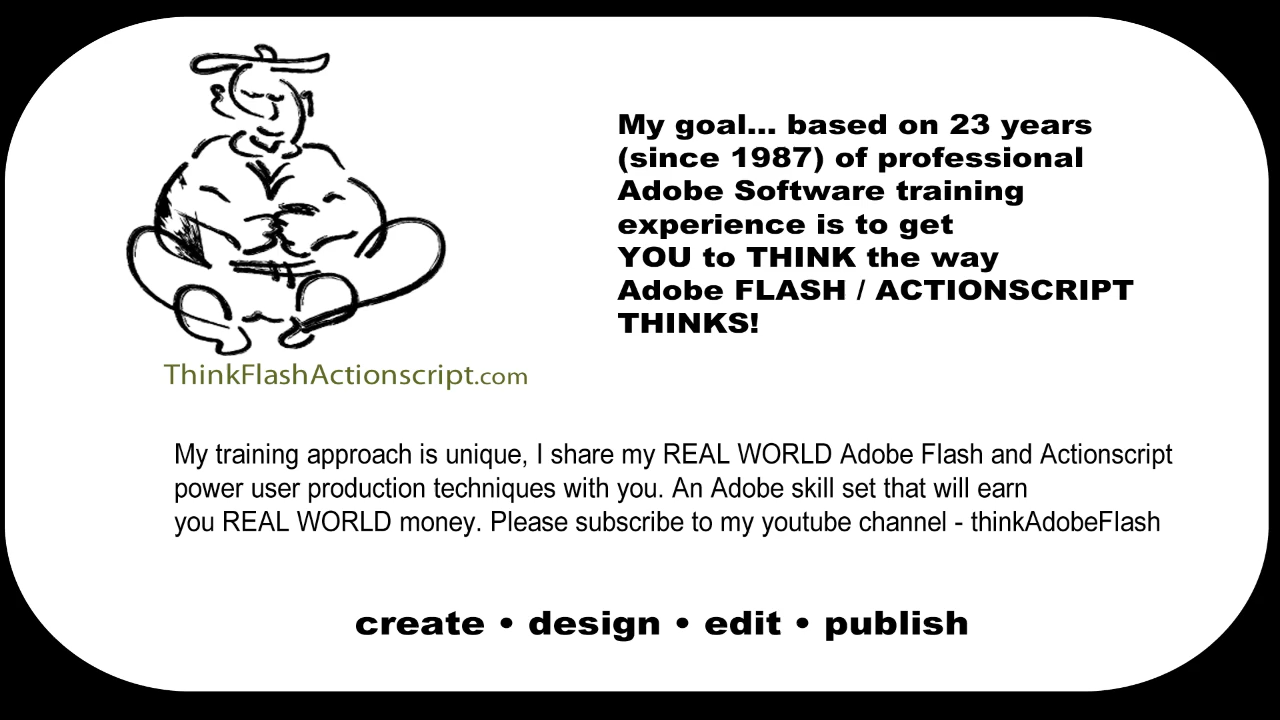 My goal... based on 23 years
(since 1987) of professional
Adobe Software training
experience is to get
YOU to THINK the way
Adobe FLASH / ACTIONSCRIPT
THINKS!
ThinkFlashActionscript.com
My training approach is unique, I share my REAL WORLD Adobe Flash and Actionscript
power user production techniques with you. An Adobe skill set that will earn
you REAL WORLD money. Please subscribe to my youtube channel - thinkAdobeFlash
create • design • edit • publish